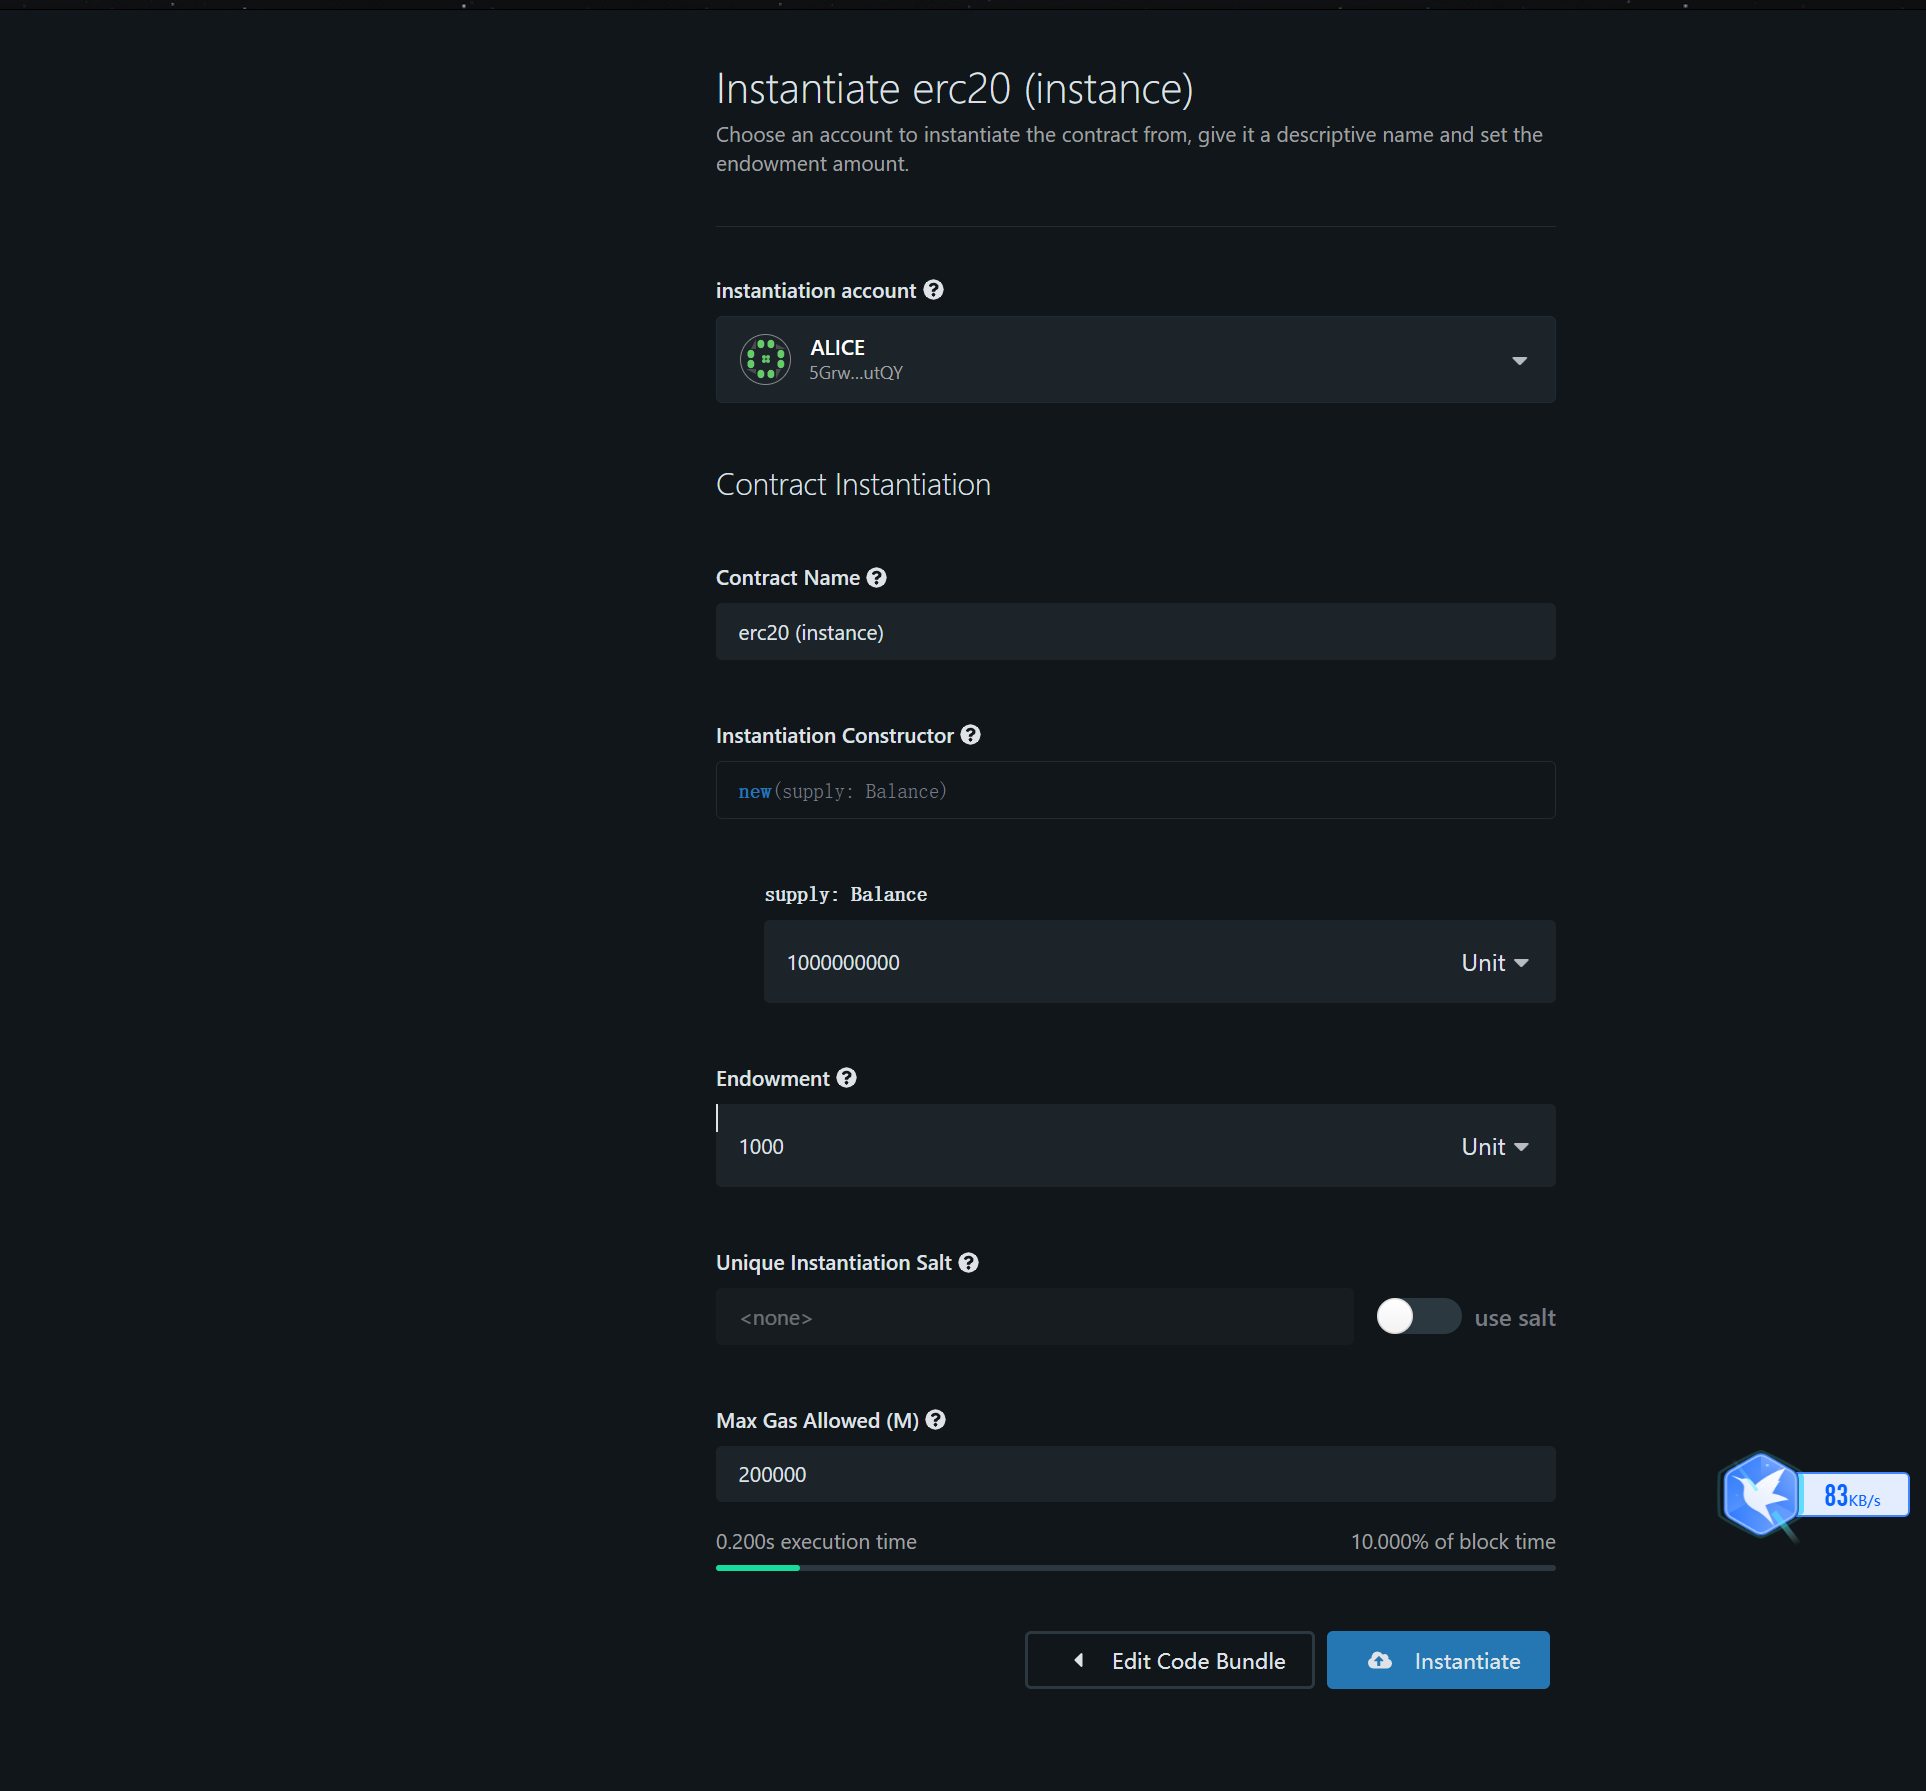 Instantiate erc20 (instance)
Choose an account to instantiate the contract from, give it a descriptive name and set the
endowment amount.
instantiation account
ALICE
5Grw...utQY
Contract Instantiation
Contract Name
erc20 (instance)
Instantiation Constructor
new(supply: Balance)
supply: Balance
1000000000 Unit
Endowment
1000 Unit
Unique Instantiation Salt
<none> use salt
Max Gas Allowed (M)
200000
83KB/s
0.200s execution time 10.000% of block time
Edit Code Bundle Instantiate